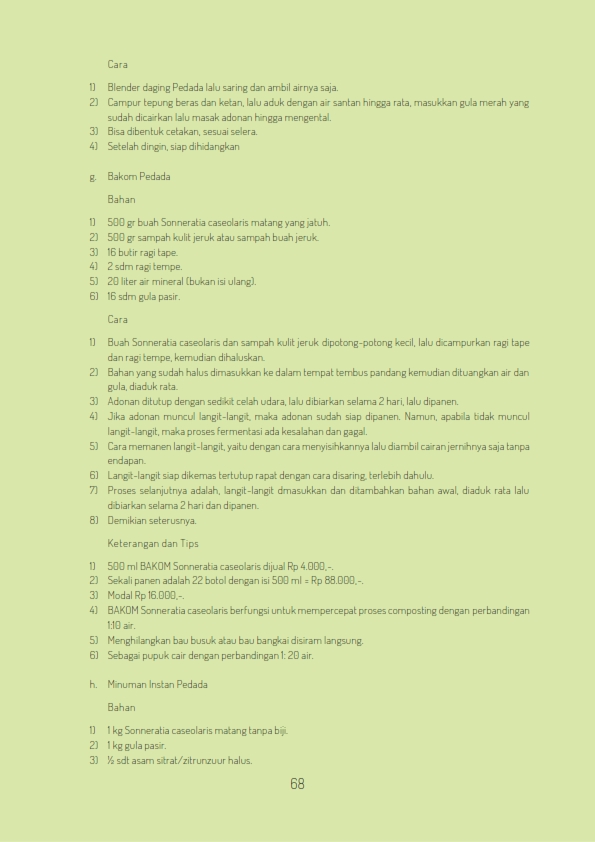 Cara
1) Blender daging Pedada lalu saring dan ambil airnya saja.
2) Campur tepung beras dan ketan, lalu aduk dengan air santan hingga rata, masukkan gula merah yang
sudah dicairkan lalu masak adonan hingga mengental.
3) Bisa dibentuk cetakan, sesuai selera.
4) Setelah dingin, siap dihidangkan
g. Bakom Pedada
Bahan
1) 500 gr buah Sonneratia caseolaris matang yang jatuh.
2) 500 gr sampah kulit jeruk atau sampah buah jeruk.
3) 16 butir ragi tape.
4) 2 sdm ragi tempe.
5) 20 liter air mineral (bukan isi ulang).
6) 16 sdm gula pasir.
Cara
1) Buah Sonneratia caseolaris dan sampah kulit jeruk dipotong-potong kecil, lalu dicampurkan ragi tape
dan ragi tempe, kemudian dihaluskan.
2) Bahan yang sudah halus dimasukkan ke dalam tempat tembus pandang kemudian dituangkan air dan
gula, diaduk rata.
3) Adonan ditutup dengan sedikit celah udara, lalu dibiarkan selama 2 hari, lalu dipanen.
4) Jika adonan muncul langit-langit, maka adonan sudah siap dipanen. Namun, apabila tidak muncul
langit-langit, maka proses fermentasi ada kesalahan dan gagal.
5) Cara memanen langit-langit, yaitu dengan cara menyisihkannya lalu diambil cairan jernihnya saja tanpa
endapan.
6) Langit-langit siap dikemas tertutup rapat dengan cara disaring, terlebih dahulu.
7) Proses selanjutnya adalah, langit-langit dmasukkan dan ditambahkan bahan awal, diaduk rata lalu
dibiarkan selama 2 hari dan dipanen.
8) Demikian seterusnya.
Keterangan dan Tips
1) 500 ml BAKOM Sonneratia caseolaris dijual Rp 4.000,-.
2) Sekali panen adalah 22 botol dengan isi 500 ml = Rp 88.000,-.
3) Modal Rp 16.000,-.
4) BAKOM Sonneratia caseolaris berfungsi untuk mempercepat proses composting dengan perbandingan
1:10 air.
5) Menghilangkan bau busuk atau bau bangkai disiram langsung.
6) Sebagai pupuk cair dengan perbandingan 1: 20 air.
h. Minuman Instan Pedada
Bahan
1) 1 kg Sonneratia caseolaris matang tanpa biji.
2) 1 kg gula pasir.
3) ½ sdt asam sitrat/zitrunzuur halus.
68